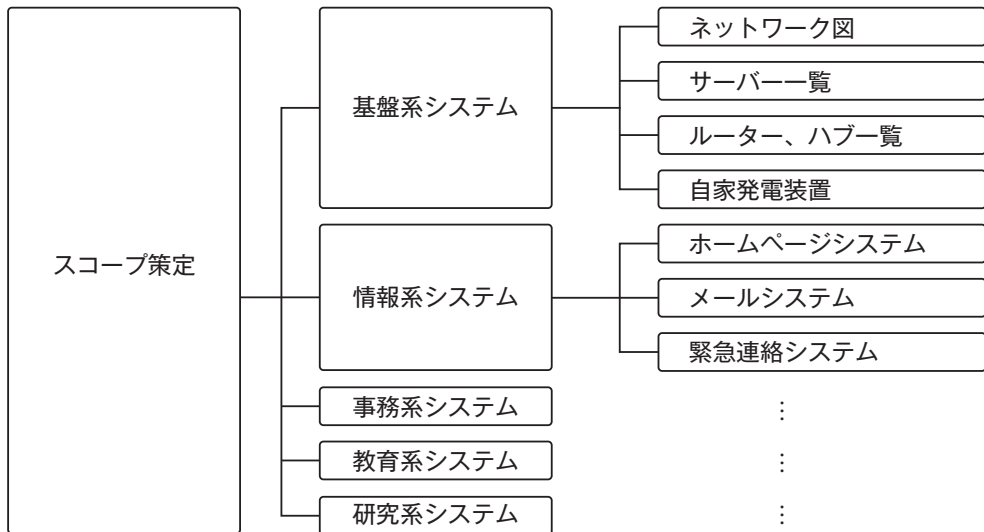 スコープ策定
基盤系システム
ネットワーク図
サーバー一覧
ルーター、ハブ一覧
自家発電装置
情報系システム
ホームページシステム
メールシステム
緊急連絡システム
事務系システム
⋮
教育系システム
⋮
研究系システム
⋮